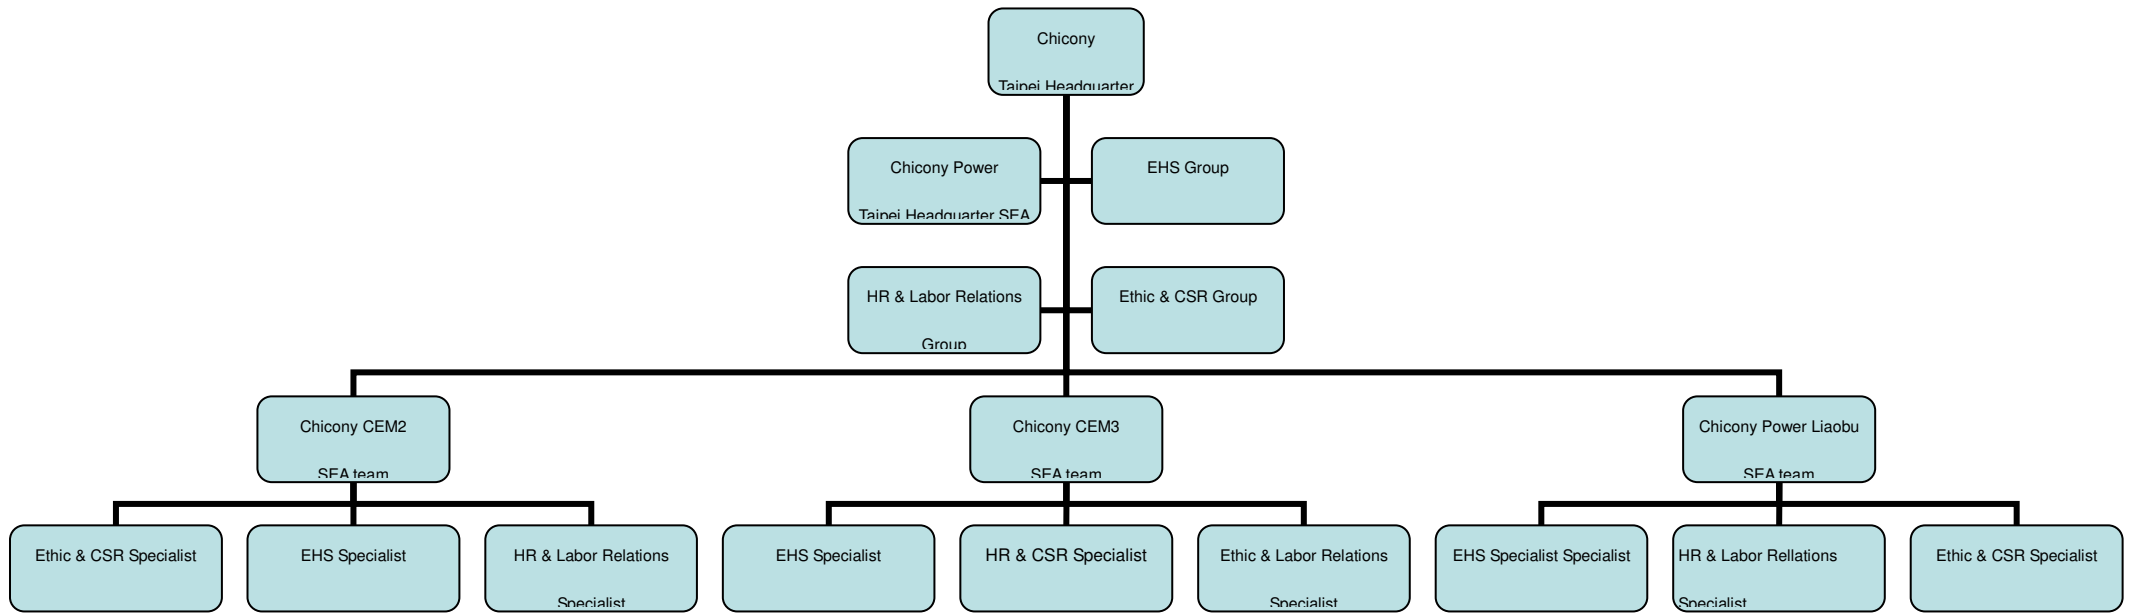 Chicony
Taipei Headquarter
Chicony Power
Taipei Headquarter SEA
EHS Group
HR & Labor Relations
Group
Ethic & CSR Group
Chicony CEM2
SEA team
Chicony CEM3
SEA team
Chicony Power Liaobu
SEA team
Ethic & CSR Specialist
EHS Specialist
HR & Labor Relations
Specialist
EHS Specialist
HR & CSR Specialist
Ethic & Labor Relations
Specialist
EHS Specialist Specialist
HR & Labor Rellations
Specialist
Ethic & CSR Specialist